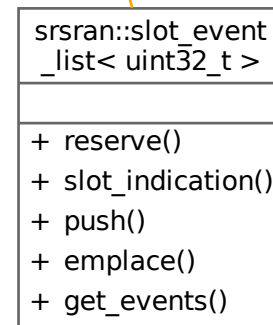 srsran::slot_event
_list< uint32_t >
+ reserve()
+ slot_indication()
+ push()
+ emplace()
+ get_events()